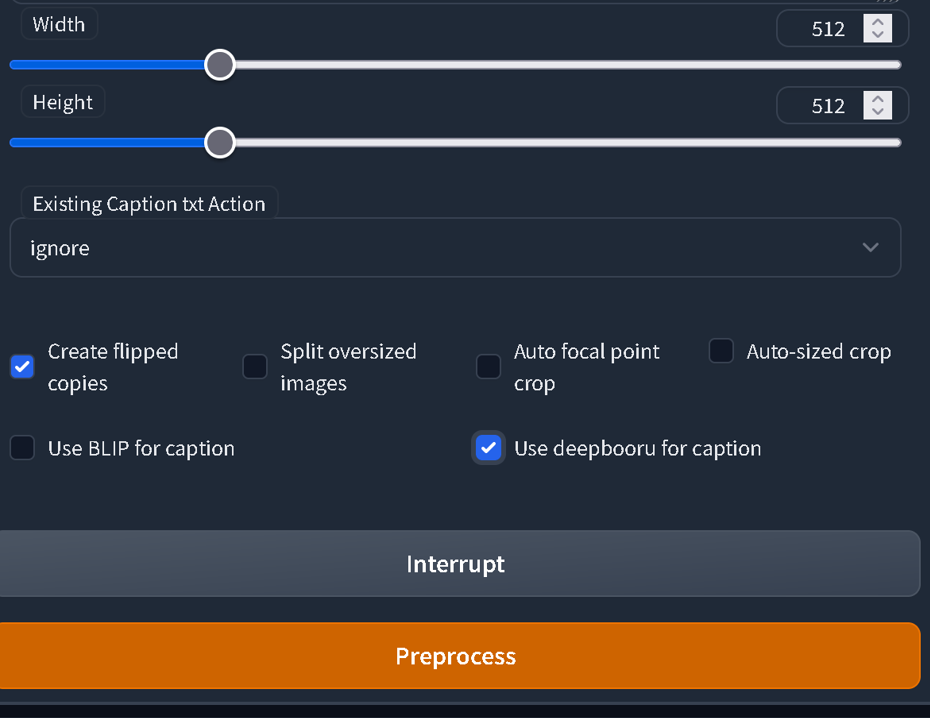 Width
512
Height
512
Existing Caption txt Action
ignore
Create flipped
copies
Split oversized
images
Auto focal point
crop
Auto-sized crop
Use BLIP for caption
Use deepbooru for caption
Interrupt
Preprocess